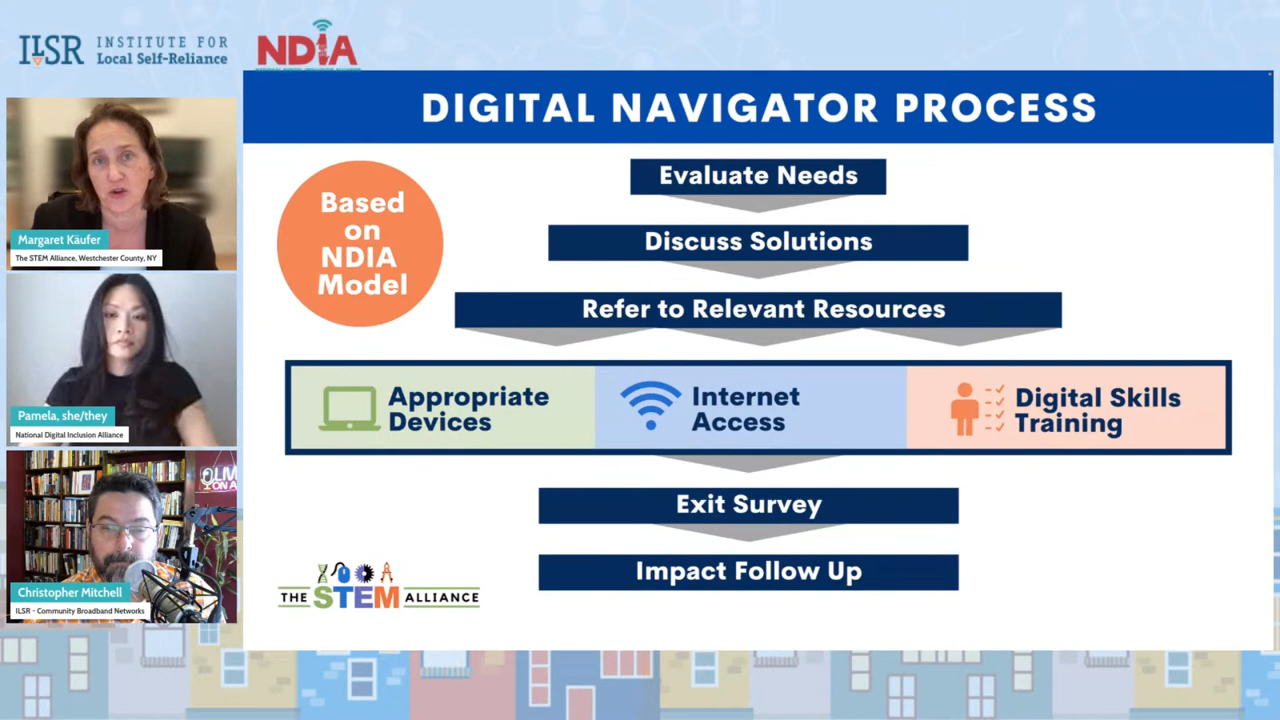 ILSR INSTITUTE FOR
Local Self-Reliance
NDIA
DIGITAL NAVIGATOR PROCESS
Based
on
NDIA
Model
Evaluate Needs
Discuss Solutions
Refer to Relevant Resources
Appropriate
Devices
Internet
Access
Digital Skills
Training
Exit Survey
Impact Follow Up
THE STEM ALLIANCE
Margaret Käufer
The STEM Alliance, Westchester County, NY
Pamela, she/they
National Digital Inclusion Alliance
LIV
ON A
Christopher Mitchell
ILSR - Community Broadband Networks